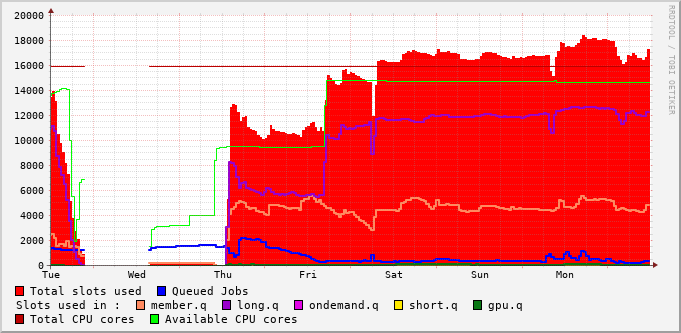 RRDTOOL / TOBI OETIKER
20000
18000
16000
14000
12000
10000
8000
6000
4000
2000
0
Tue Wed Thu Fri Sat Sun Mon
Total slots used Queued Jobs
Slots used in : member.q long.q ondemand.q short.q gpu.q
Total CPU cores Available CPU cores